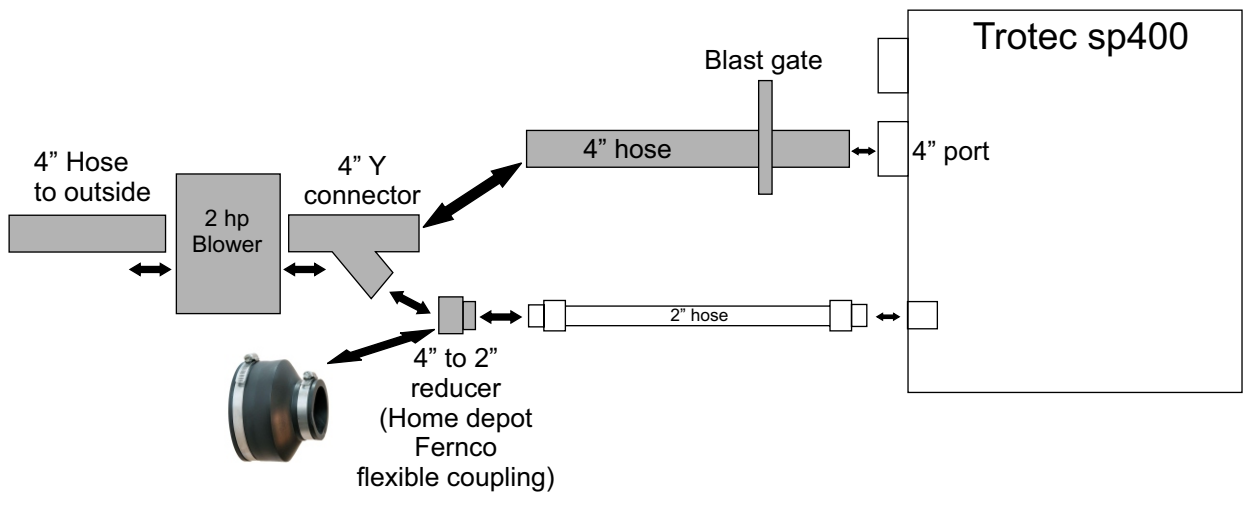 Trotec sp400
Blast gate
4” hose
4” port
4” Hose
to outside
2 hp
Blower
4” Y
connector
2” hose
4” to 2”
reducer
(Home depot
Fernco
flexible coupling)